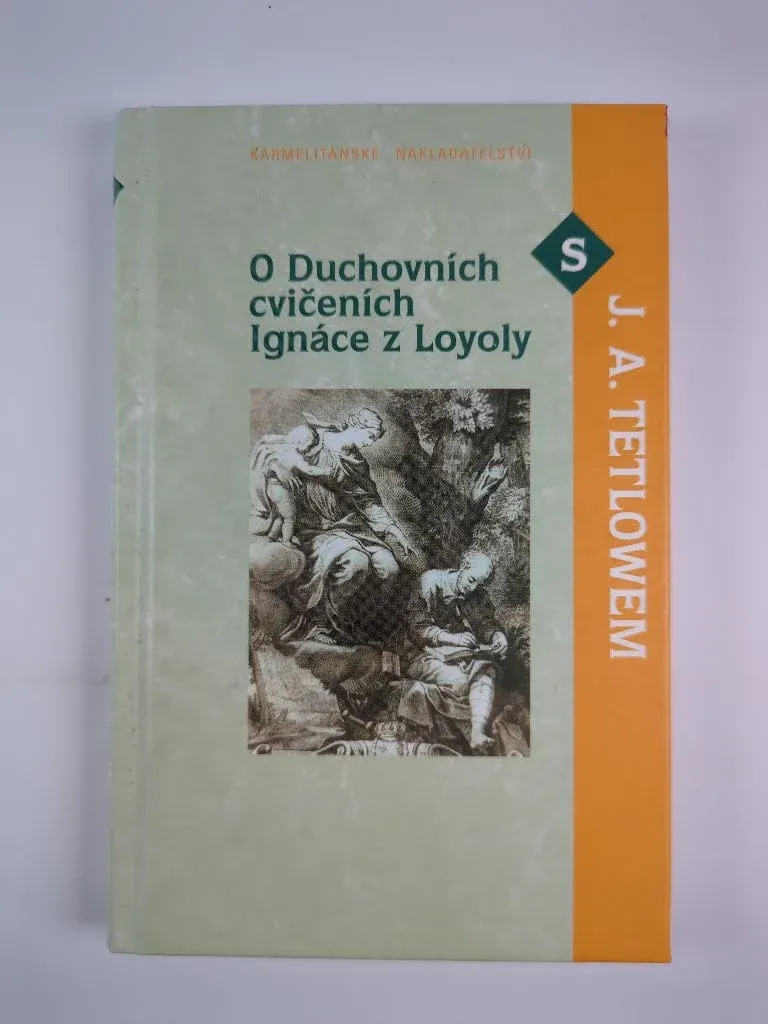 KARMELITÁNSKÉ NAKLADATELSTVÍ
O Duchovních
cvičeních
Ignáce z Loyoly
S
J. A. TETLOWEM